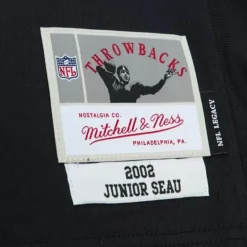 THROWBACKS
NFL
NOSTALGIA CO.
Mitchell & Ness
PHILADELPHIA, PA.
NFL LEGACY
2002
JUNIOR SEAU